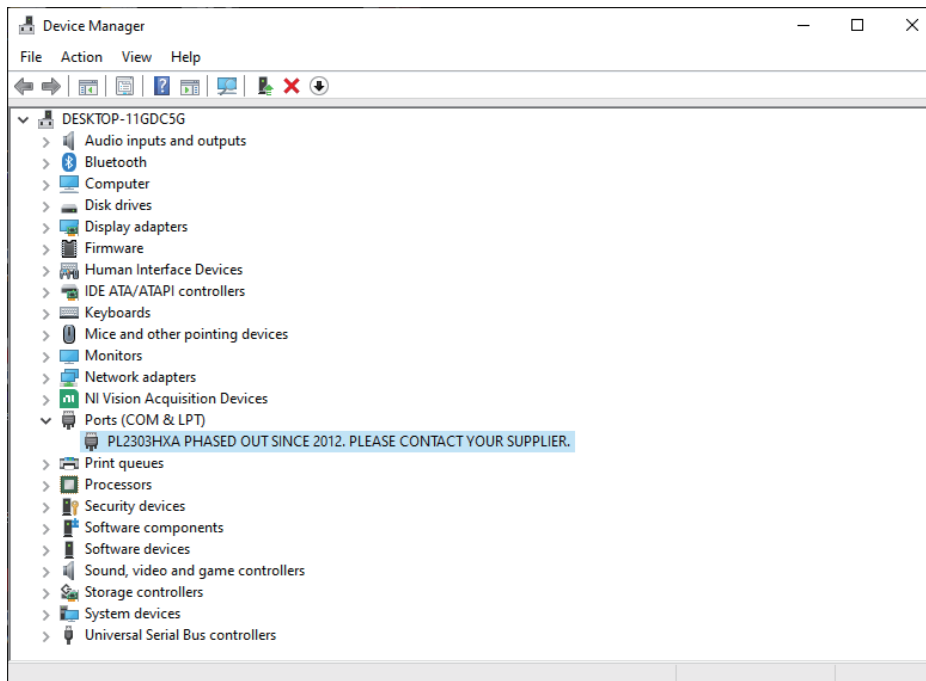 Device Manager
File Action View Help
DESKTOP-11GDC5G
Audio inputs and outputs
Bluetooth
Computer
Disk drives
Display adapters
Firmware
Human Interface Devices
IDE ATA/ATAPI controllers
Keyboards
Mice and other pointing devices
Monitors
Network adapters
NI Vision Acquisition Devices
Ports (COM & LPT)
PL2303HXA PHASED OUT SINCE 2012. PLEASE CONTACT YOUR SUPPLIER.
Print queues
Processors
Security devices
Software components
Software devices
Sound, video and game controllers
Storage controllers
System devices
Universal Serial Bus controllers